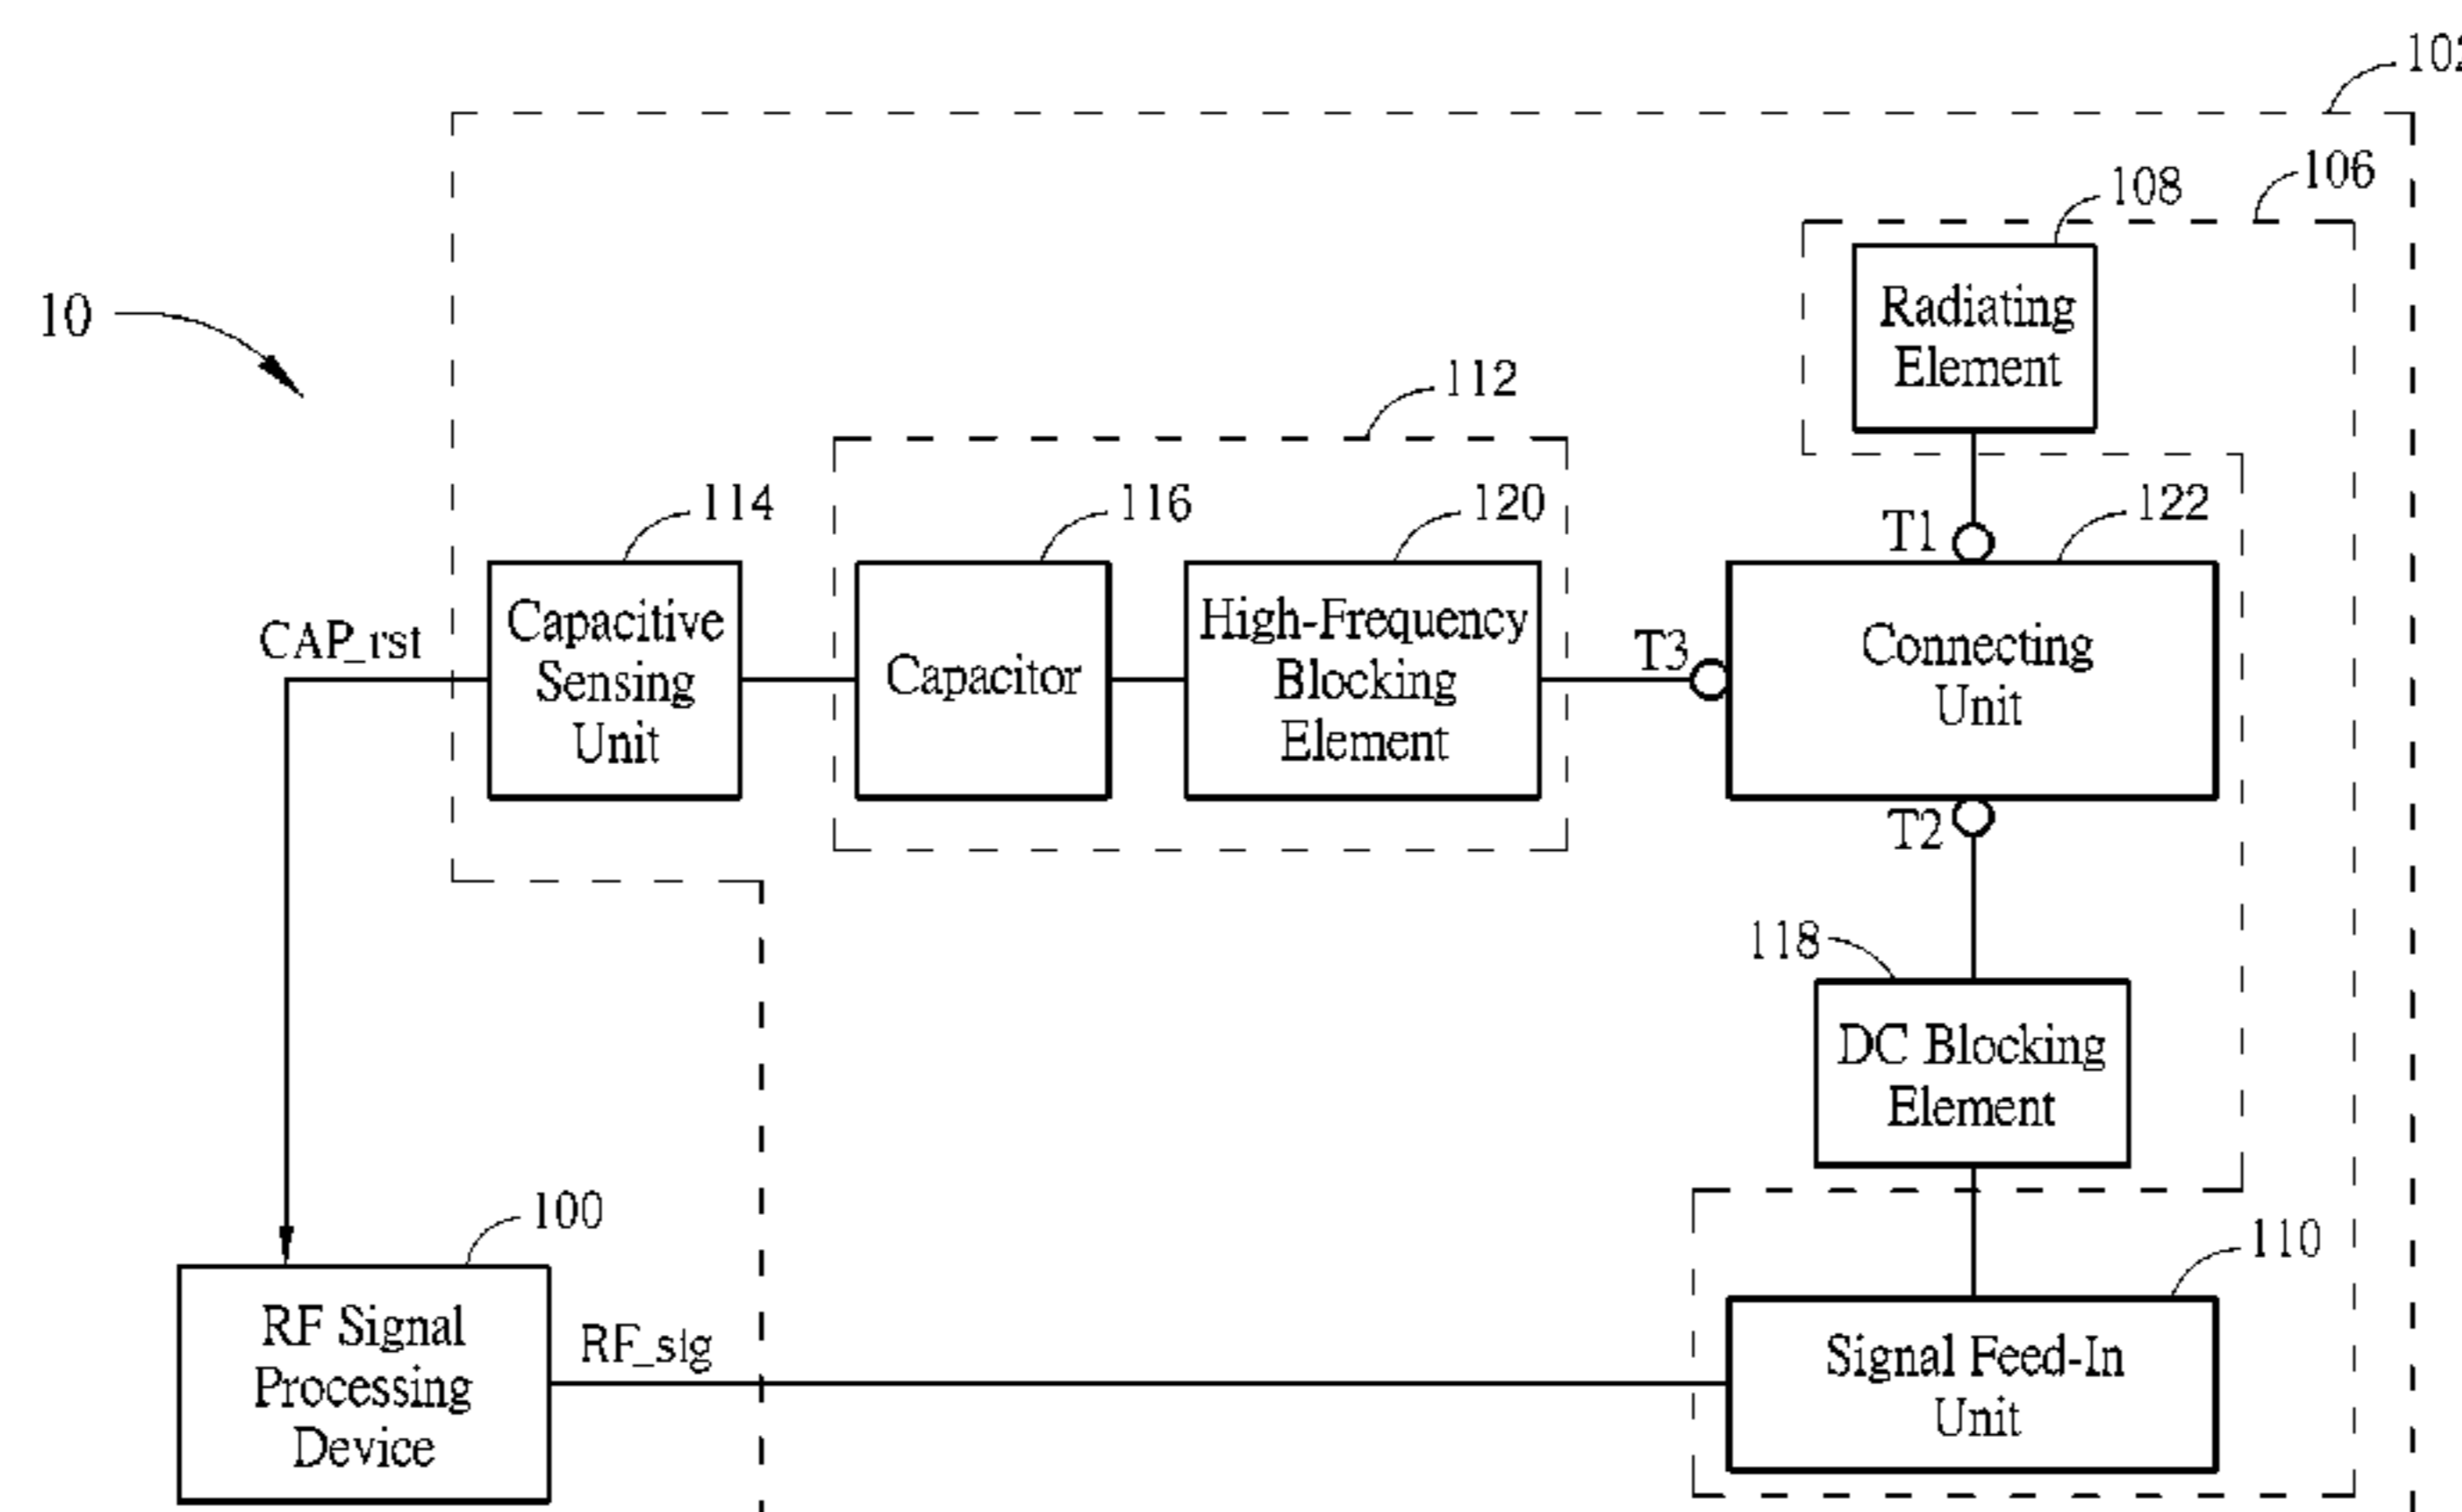 102
106
108
10
Radiating
Element
112
114
116
120
T1
122
CAP_rst
Capacitive
Sensing
Unit
Capacitor
High-Frequency
Blocking
Element
T3
Connecting
Unit
T2
118
DC Blocking
Element
100
110
RF Signal
Processing
Device
RF_sig
Signal Feed-In
Unit